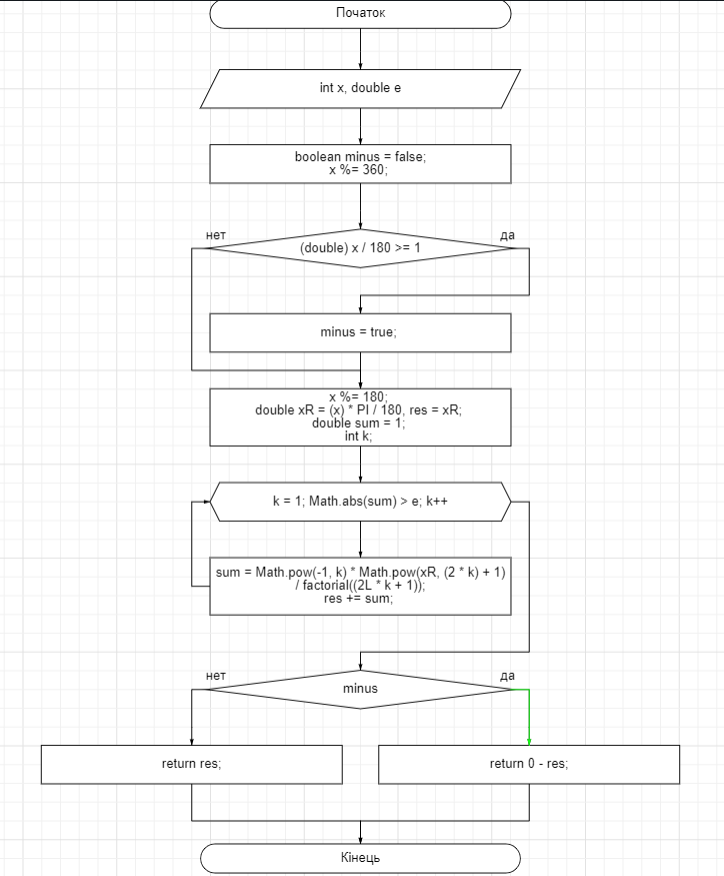 Початок
int x, double e
boolean minus = false;
x %= 360;
нет
да
(double) x / 180 >= 1
minus = true;
x %= 180;
double xR = (x) * PI / 180, res = xR;
double sum = 1;
int k;
k = 1; Math.abs(sum) > e; k++
sum = Math.pow(-1, k) * Math.pow(xR, (2 * k) + 1)
/ factorial((2L * k + 1));
res += sum;
нет
да
minus
return res;
return 0 - res;
Кінець